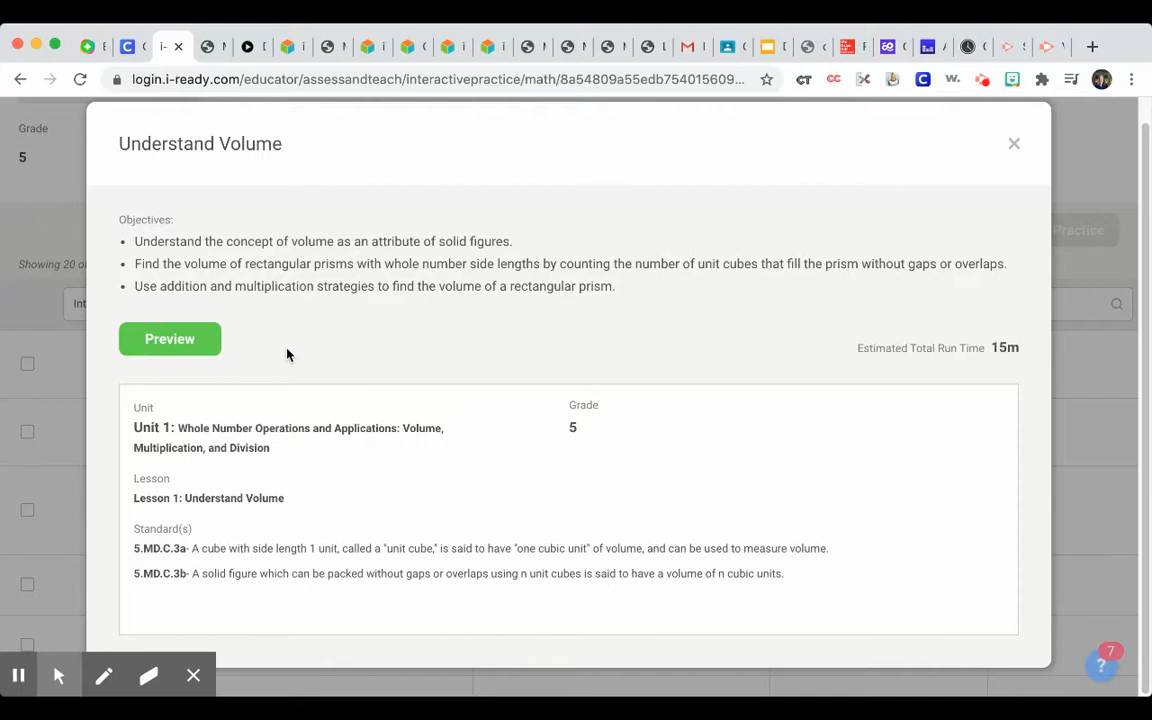 login.i-ready.com/educator/assessandteach/interactivepractice/math/8a54809a55edb754015609...
CT CC W.
Grade
5
Understand Volume
Objectives:
• Understand the concept of volume as an attribute of solid figures.
• Find the volume of rectangular prisms with whole number side lengths by counting the number of unit cubes that fill the prism without gaps or overlaps.
• Use addition and multiplication strategies to find the volume of a rectangular prism.
Practice
Showing 20 o
Int
Preview
Estimated Total Run Time 15m
Unit
Unit 1: Whole Number Operations and Applications: Volume,
Multiplication, and Division
Grade
5
Lesson
Lesson 1: Understand Volume
Standard(s)
5.MD.C.3a- A cube with side length 1 unit, called a "unit cube," is said to have "one cubic unit" of volume, and can be used to measure volume.
5.MD.C.3b- A solid figure which can be packed without gaps or overlaps using n unit cubes is said to have a volume of n cubic units.
7
?